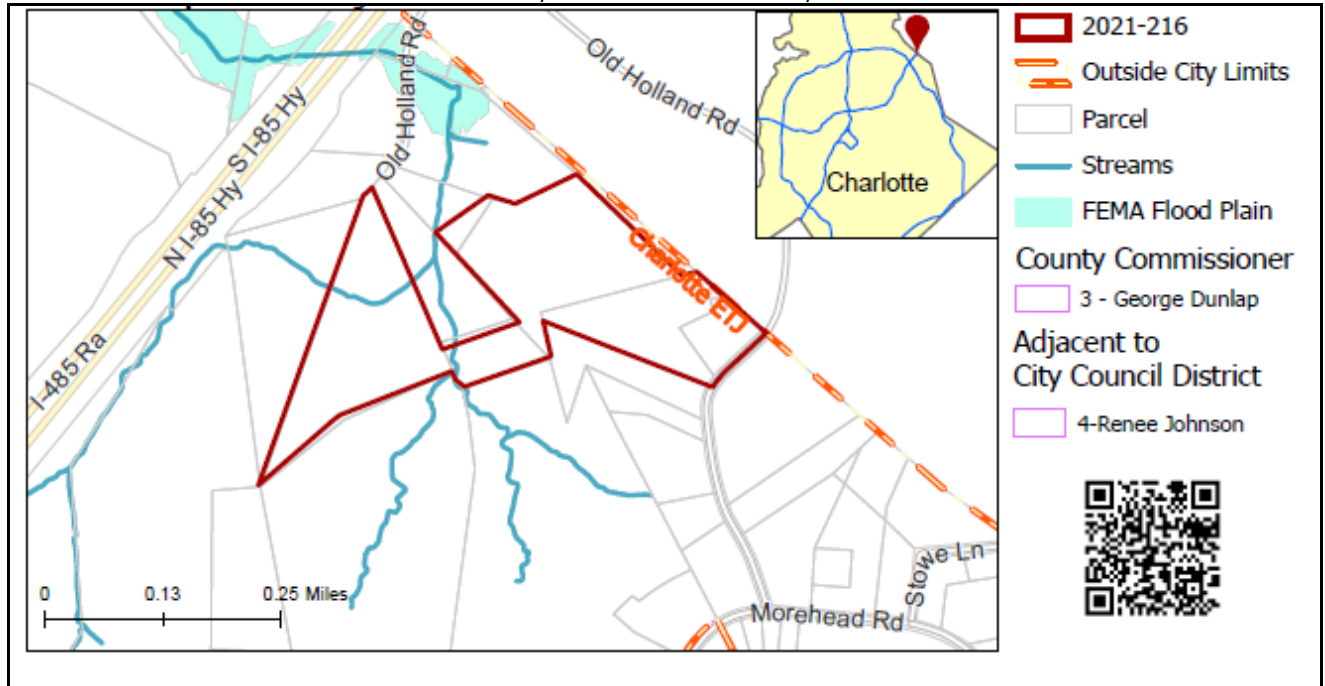 Old Holland Rd
Old Holland Rd
S I-85 Hy
N I-85 Hy
I-485 Ra
Charlotte ETJ
Charlotte
Stowe Ln
Morehead Rd
0 0.13 0.25 Miles
2021-216
Outside City Limits
Parcel
Streams
FEMA Flood Plain
County Commissioner
3 - George Dunlap
Adjacent to
City Council District
4-Renee Johnson